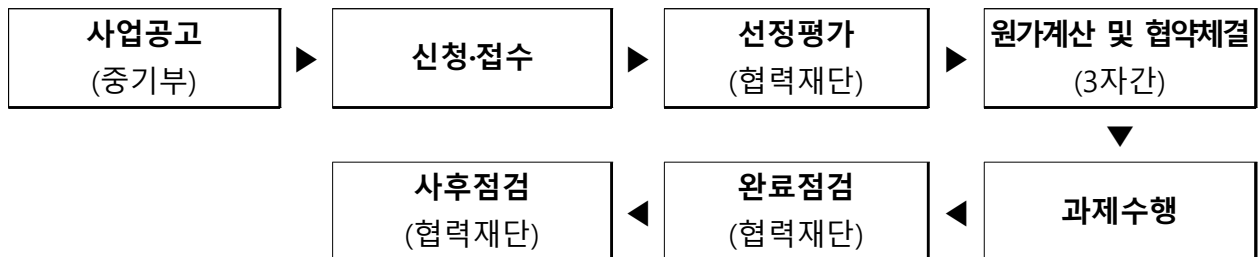 사업공고
(중기부)
▶
신청·접수
▶
선정평가
(협력재단)
▶
원가계산 및 협약체결
(3자간)
▼
과제수행
◀
완료점검
(협력재단)
◀
사후점검
(협력재단)